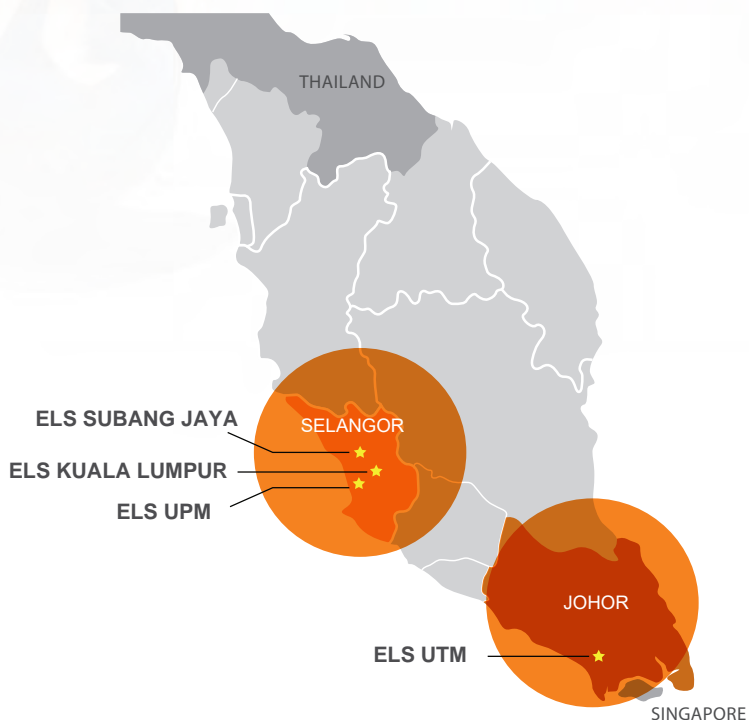 THAILAND
ELS SUBANG JAYA
SELANGOR
ELS KUALA LUMPUR
ELS UPM
JOHOR
ELS UTM
SINGAPORE